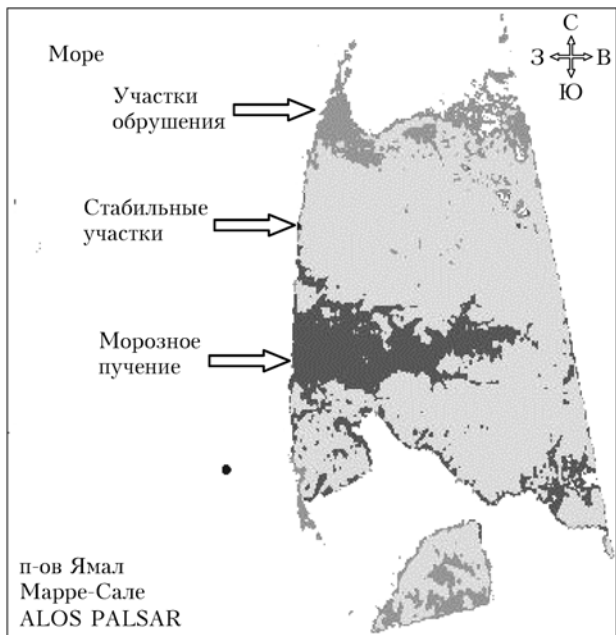 Море
С
З В
Ю
Участки
обрушения
Стабильные
участки
Морозное
пучение
п-ов Ямал
Марре-Сале
ALOS PALSAR